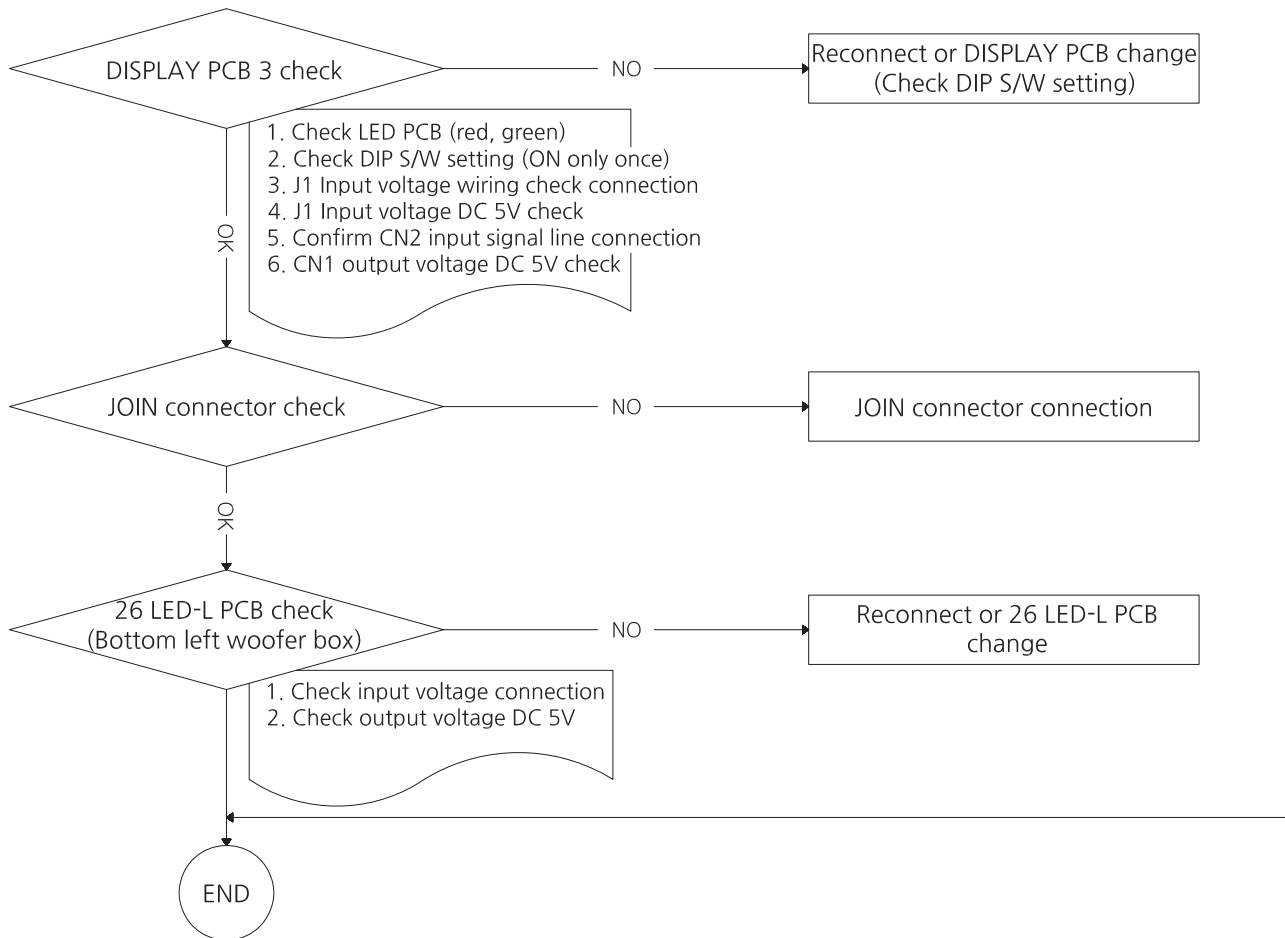 DISPLAY PCB 3 check
NO
Reconnect or DISPLAY PCB change
(Check DIP S/W setting)
1. Check LED PCB (red, green)
2. Check DIP S/W setting (ON only once)
3. J1 Input voltage wiring check connection
4. J1 Input voltage DC 5V check
5. Confirm CN2 input signal line connection
6. CN1 output voltage DC 5V check
OK
JOIN connector check
NO
JOIN connector connection
OK
26 LED-L PCB check
(Bottom left woofer box)
NO
Reconnect or 26 LED-L PCB
change
1. Check input voltage connection
2. Check output voltage DC 5V
END